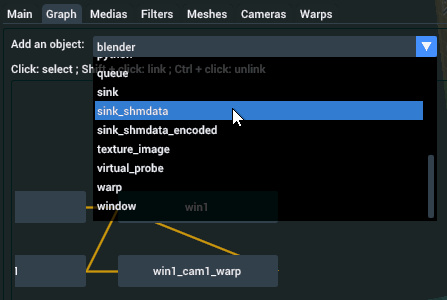 Main Graph Medias Filters Meshes Cameras Warps
Add an object: blender
python
Click: select ; Shift + click: link ; Ctrl + click: unlink
queue
sink
sink_shmdata
sink_shmdata_encoded
texture_image
virtual_probe
warp
window
win1
1
win1_cam1_warp